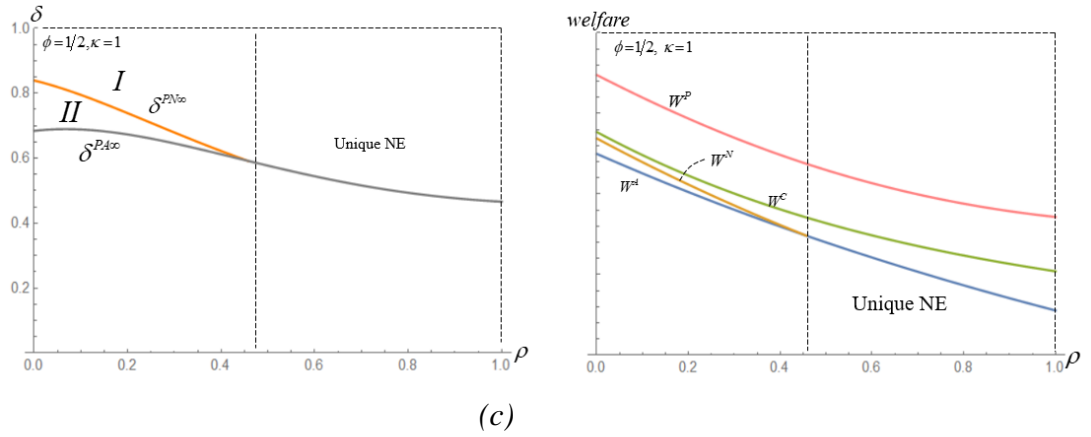 δ
1.0
ϕ=1/2, κ=1
I
0.8
δ^{PN∞}
II
δ^{PA∞}
0.6
Unique NE
0.4
0.2
0.0 0.2 0.4 0.6 0.8 1.0
ρ
welfare
ϕ=1/2, κ=1
W^P
W^N
W^A
W^C
Unique NE
0.0 0.2 0.4 0.6 0.8 1.0
ρ
(c)